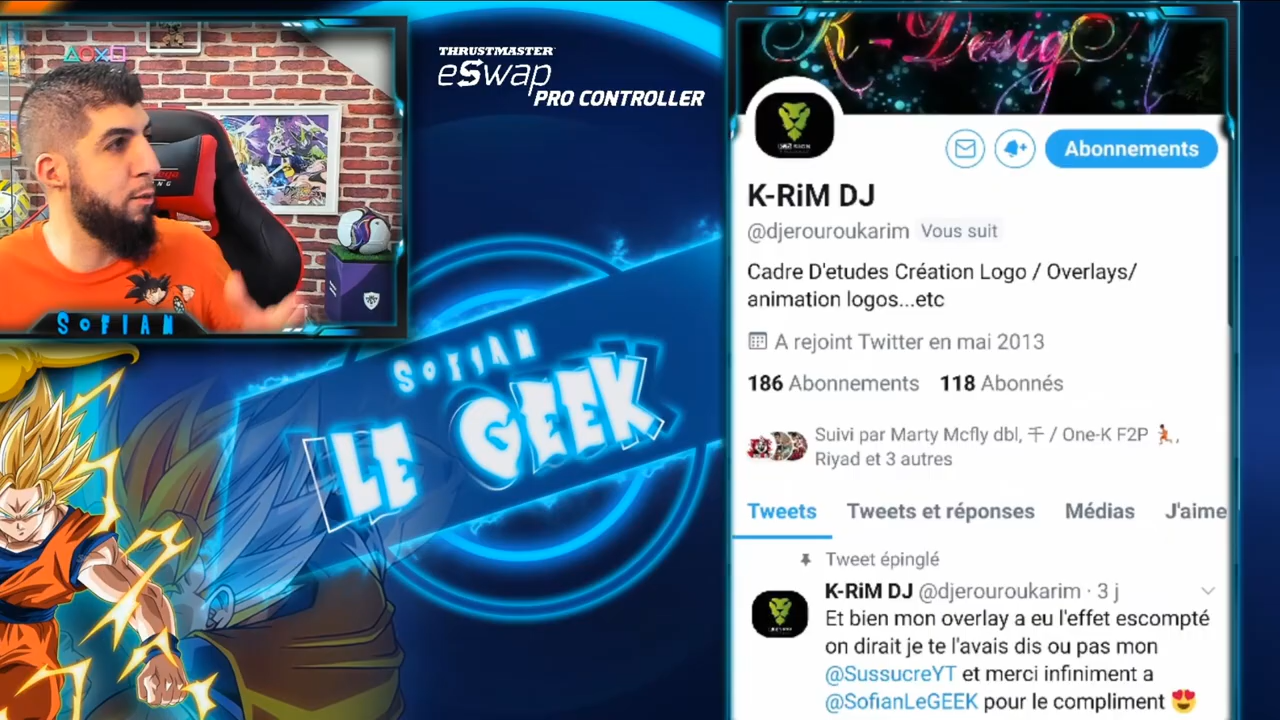 THRUSTMASTER
eSwap
PRO CONTROLLER
SOFIAN
SOFIAN
LE GEEK
K-Desig
K-RiM DJ
@djerouroukarim Vous suit
Abonnements
Cadre D'etudes Création Logo / Overlays/
animation logos...etc
A rejoint Twitter en mai 2013
186 Abonnements 118 Abonnés
Suivi par Marty Mcfly dbl, 千 / One-K F2P 🏃,
Riyad et 3 autres
Tweets Tweets et réponses Médias J'aime
Tweet épinglé
K-RiM DJ @djerouroukarim · 3 j
Et bien mon overlay a eu l'effet escompté
on dirait je te l'avais dis ou pas mon
@SussucreYT et merci infiniment a
@SofianLeGEEK pour le compliment 😍